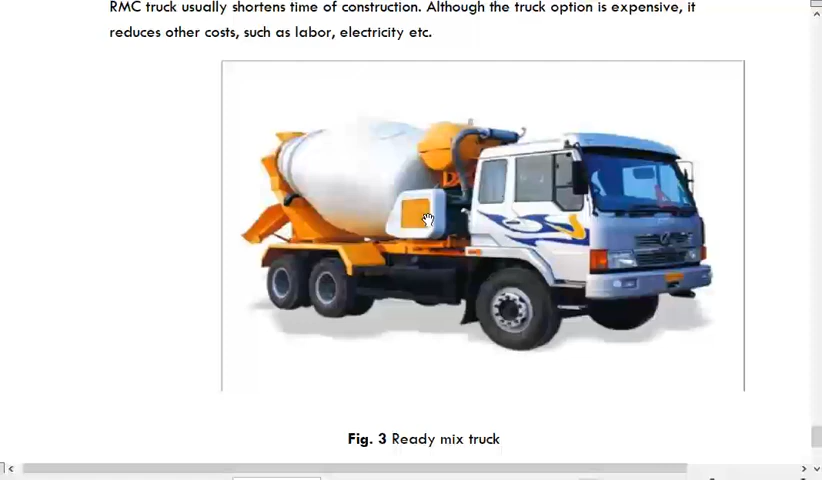 RMC truck usually shortens time of construction. Although the truck option is expensive, it
reduces other costs, such as labor, electricity etc.
Fig. 3 Ready mix truck